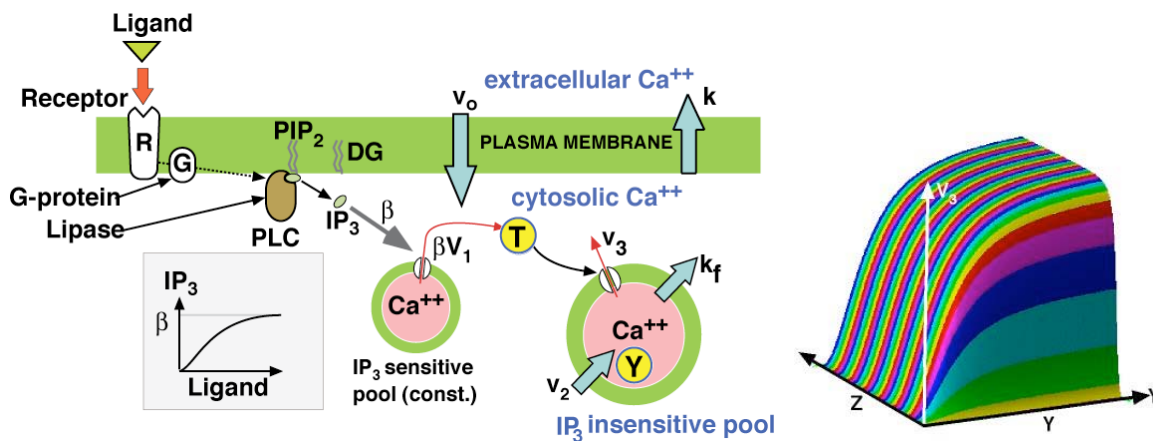 Ligand
Receptor
R
G
G-protein
Lipase
PIP2
DG
PLC
IP3
β
v₀
PLASMA MEMBRANE
extracellular Ca++
k
cytosolic Ca++
βV1
T
v3
kf
Ca++
IP3 sensitive
pool (const.)
Ca++
Y
v2
IP3 insensitive pool
IP3
β
Ligand
V3
Z
Y
Y